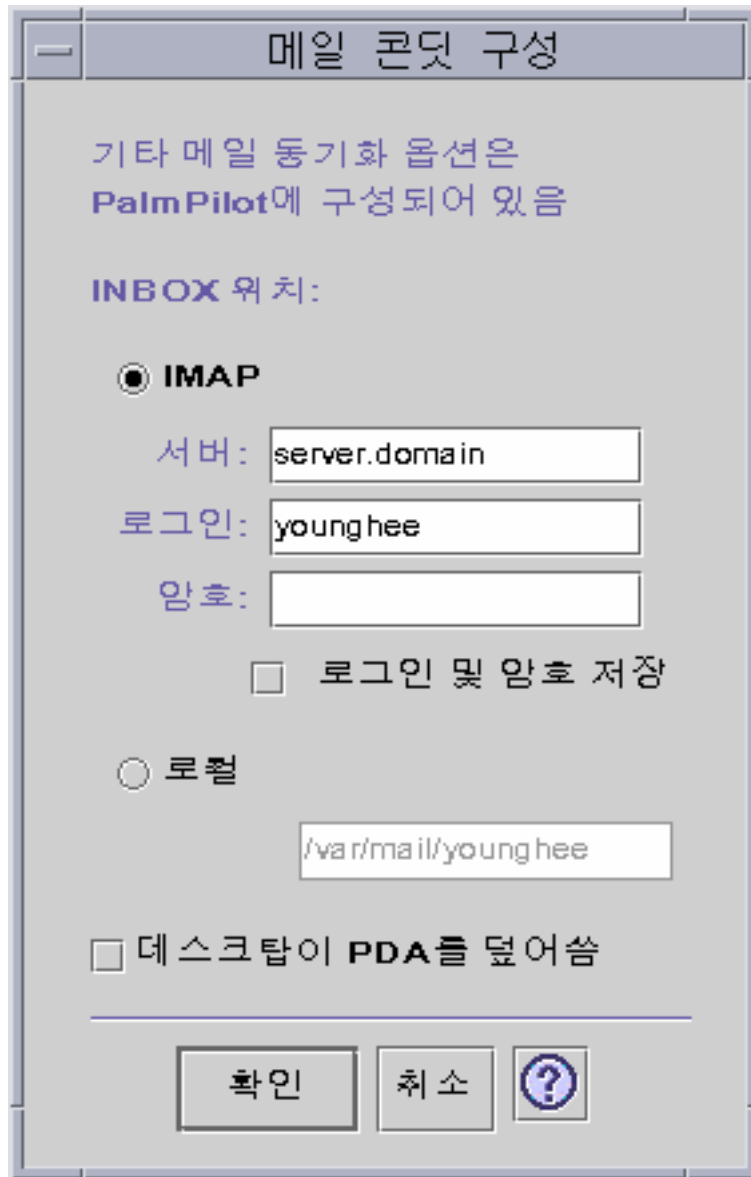 메일 콘딧 구성
기타 메일 동기화 옵션은
PalmPilot에 구성되어 있음
INBOX 위치:
IMAP
서버: server.domain
로그인: younghee
암호:
로그인 및 암호 저장
로컬
/var/mail/younghee
데스크탑이 PDA를 덮어씀
확인 취소 ?